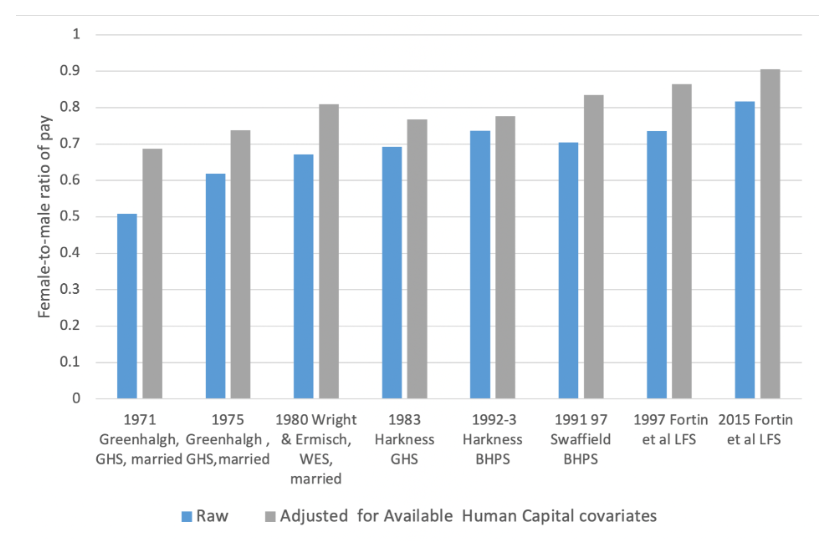 Female-to-male ratio of pay
1
0.9
0.8
0.7
0.6
0.5
0.4
0.3
0.2
0.1
0
1971
Greenhalgh,
GHS, married
1975
Greenhalgh ,
GHS,married
1980 Wright
& Ermisch,
WES,
married
1983
Harkness
GHS
1992-3
Harkness
BHPS
1991 97
Swaffield
BHPS
1997 Fortin
et al LFS
2015 Fortin
et al LFS
Raw
Adjusted for Available Human Capital covariates